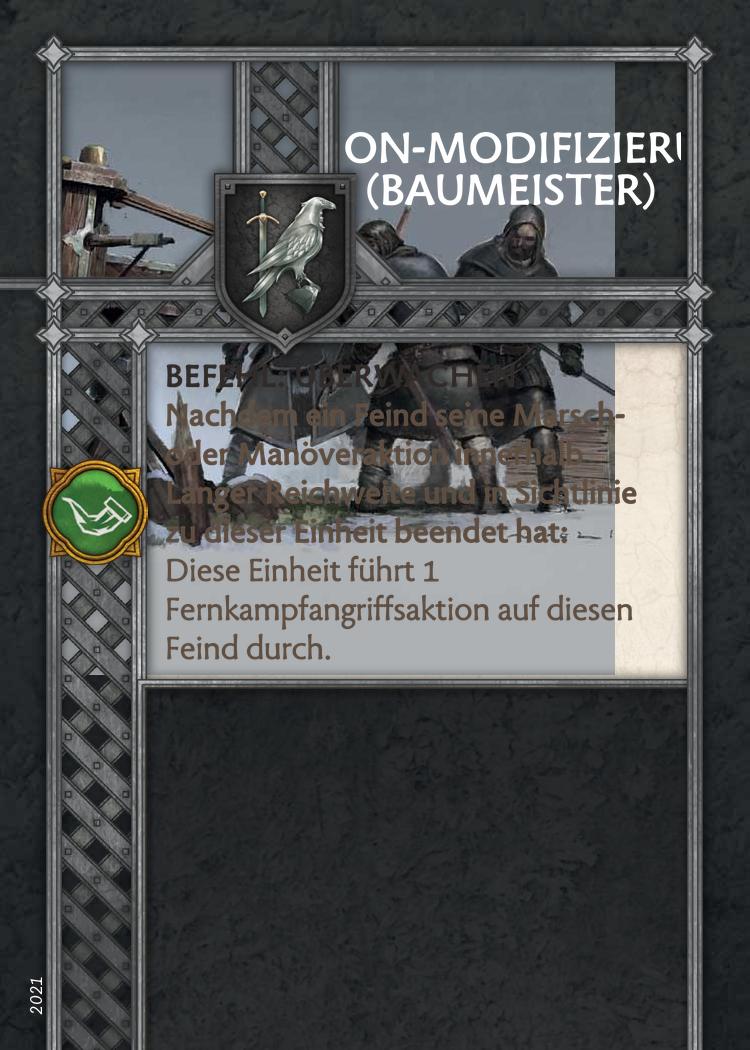 ON-MODIFIZIERU
(BAUMEISTER)
BEFEHL: ÜBERWACHEN
Nachdem ein Feind seine Marsch-
oder Manöveraktion innerhalb
Langer Reichweite und in Sichtlinie
zu dieser Einheit beendet hat:
Diese Einheit führt 1
Fernkampfangriffsaktion auf diesen
Feind durch.
2021